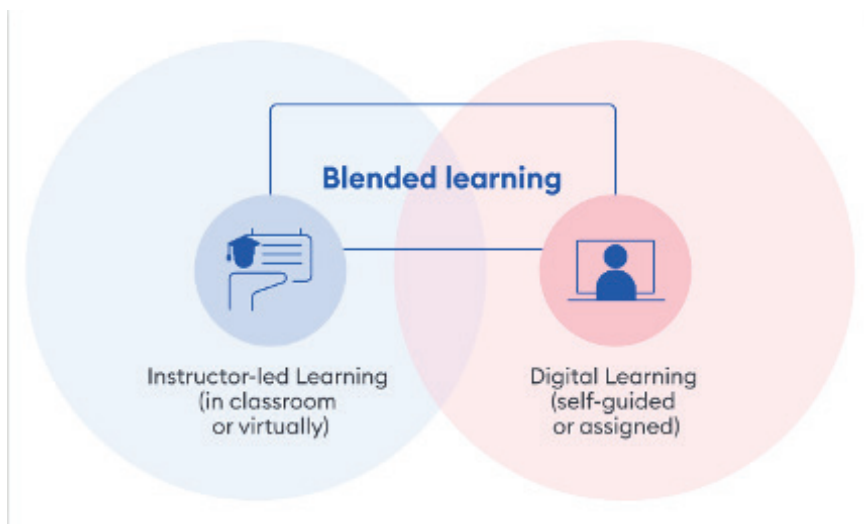 Blended learning
Instructor-led Learning
(in classroom
or virtually)
Digital Learning
(self-guided
or assigned)